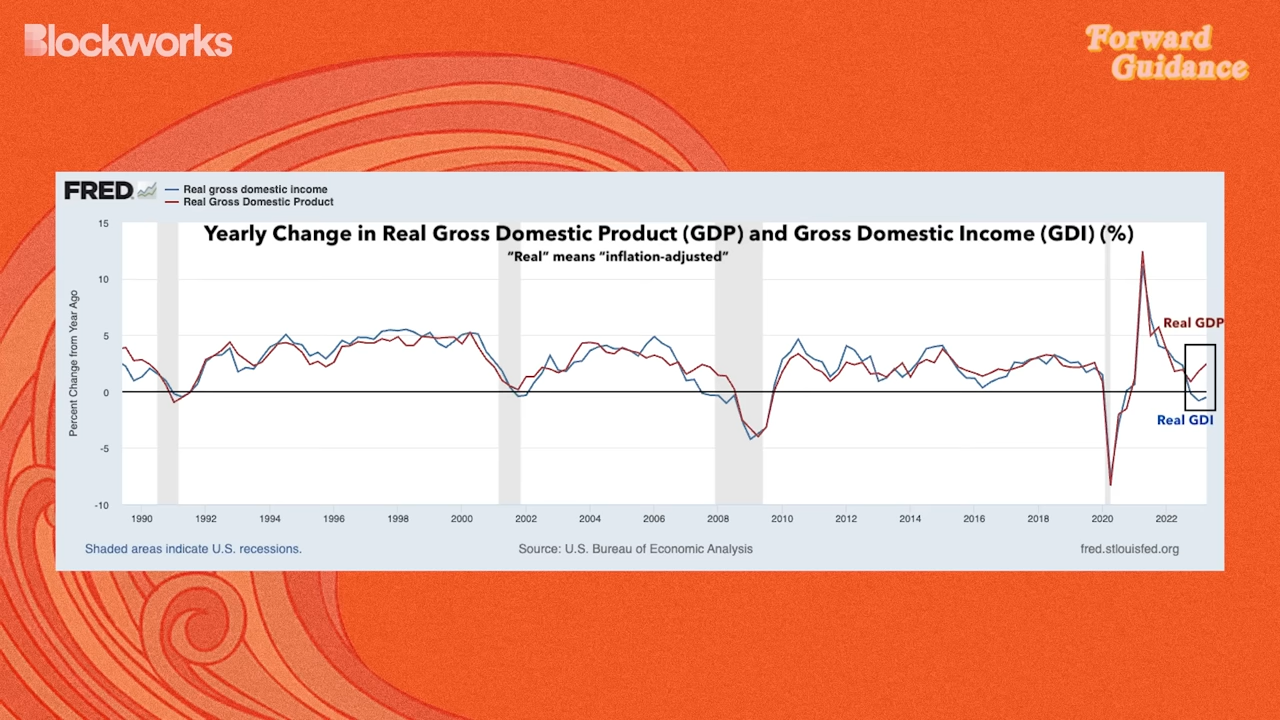 Blockworks
Forward
Guidance
FRED
Real gross domestic income
Real Gross Domestic Product
Yearly Change in Real Gross Domestic Product (GDP) and Gross Domestic Income (GDI) (%)
"Real" means "inflation-adjusted"
Percent Change from Year Ago
15
10
5
0
-5
-10
Real GDP
Real GDI
1990 1992 1994 1996 1998 2000 2002 2004 2006 2008 2010 2012 2014 2016 2018 2020 2022
Shaded areas indicate U.S. recessions. Source: U.S. Bureau of Economic Analysis fred.stlouisfed.org